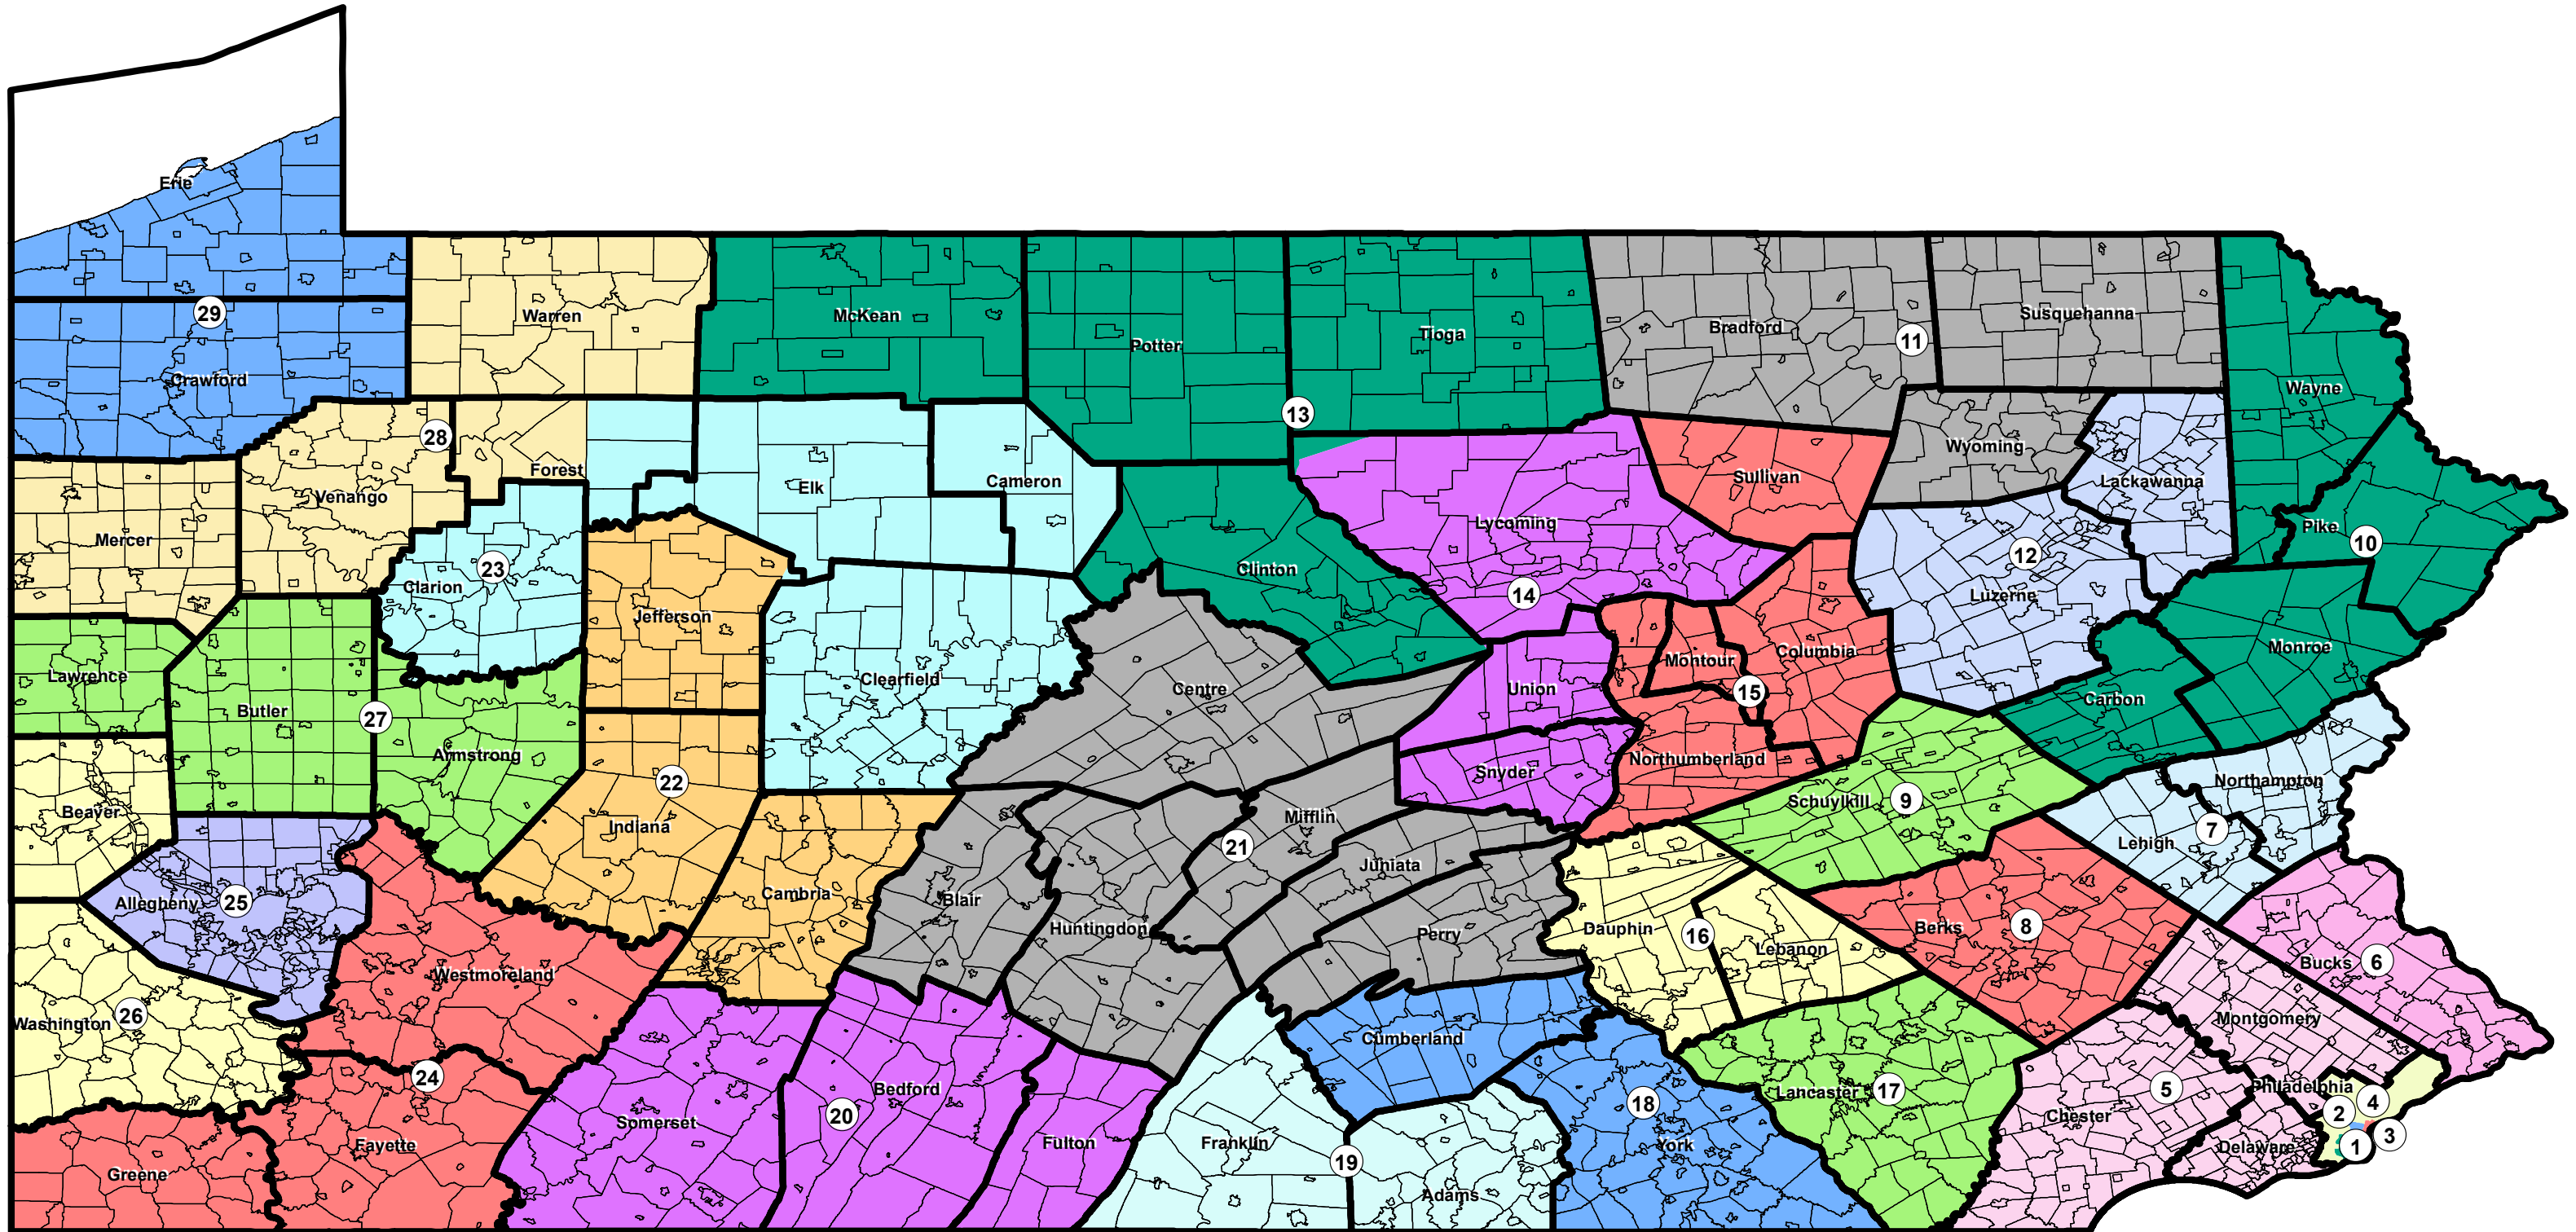 Erie
29
Warren
McKean
Potter
Tioga
Bradford
11
Susquehanna
Crawford
Wayne
28
13
Forest
Elk
Cameron
Sullivan
Wyoming
Lackawanna
Venango
Mercer
Lycoming
Pike
10
Clarion
23
Clinton
12
Luzerne
14
Jefferson
Lawrence
Clearfield
Centre
Union
Montour
15
Columbia
Monroe
Carbon
Butler
27
Armstrong
22
Snyder
Northumberland
Schuylkill
9
Northampton
Beaver
Indiana
21
Mifflin
Juniata
Lehigh
7
Allegheny
25
Cambria
Blair
Huntingdon
Perry
Dauphin
16
Lebanon
Berks
8
Bucks
6
Westmoreland
Washington
26
Cumberland
Montgomery
24
Somerset
20
Bedford
Fulton
Franklin
19
Adams
18
York
Lancaster
17
Chester
5
Philadelphia
2
4
Delaware
1
3
Greene
Fayette